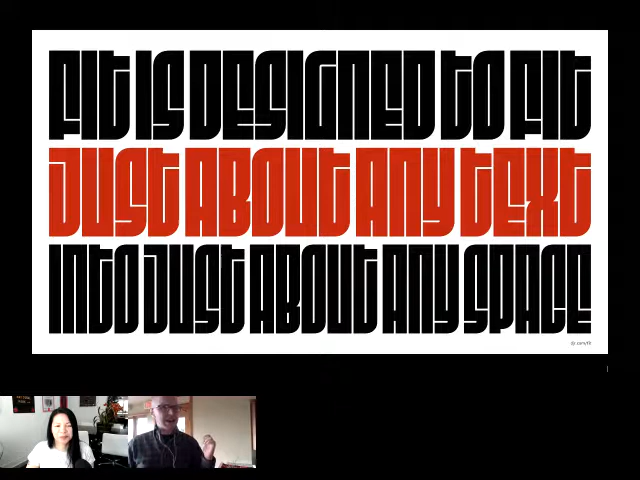 FIT IS DESIGNED TO FIT
JUST ABOUT ANY TEXT
INTO JUST ABOUT ANY SPACE